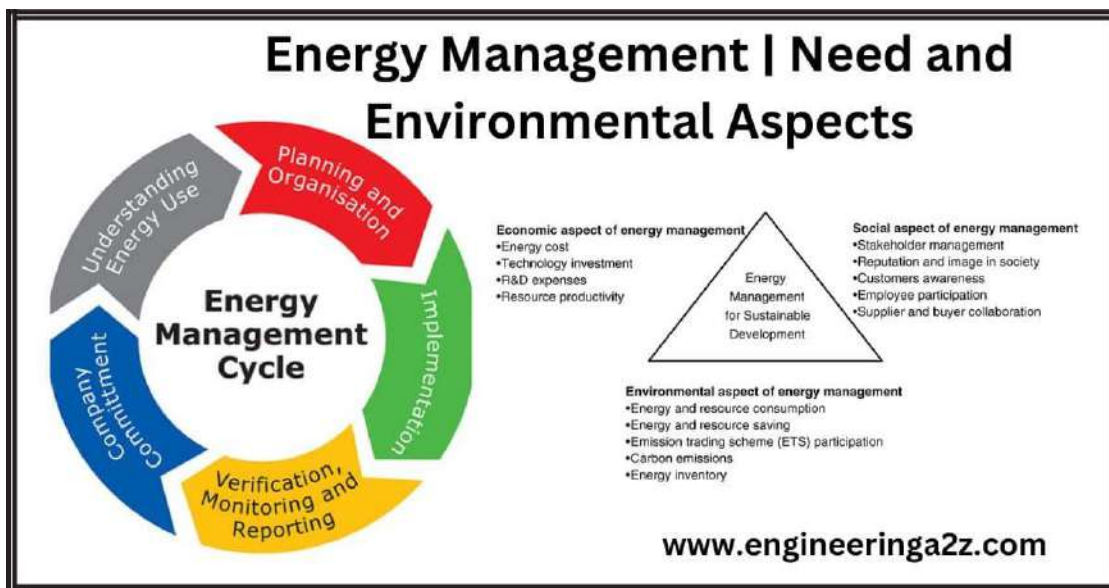 Energy Management | Need and
Environmental Aspects
Understanding
Energy Use
Planning and
Organisation
Implementation
Verification,
Monitoring and
Reporting
Company
Committment
Energy
Management
Cycle
Economic aspect of energy management
•Energy cost
•Technology investment
•R&D expenses
•Resource productivity
Energy
Management
for Sustainable
Development
Social aspect of energy management
•Stakeholder management
•Reputation and image in society
•Customers awareness
•Employee participation
•Supplier and buyer collaboration
Environmental aspect of energy management
•Energy and resource consumption
•Energy and resource saving
•Emission trading scheme (ETS) participation
•Carbon emissions
•Energy inventory
www.engineeringa2z.com